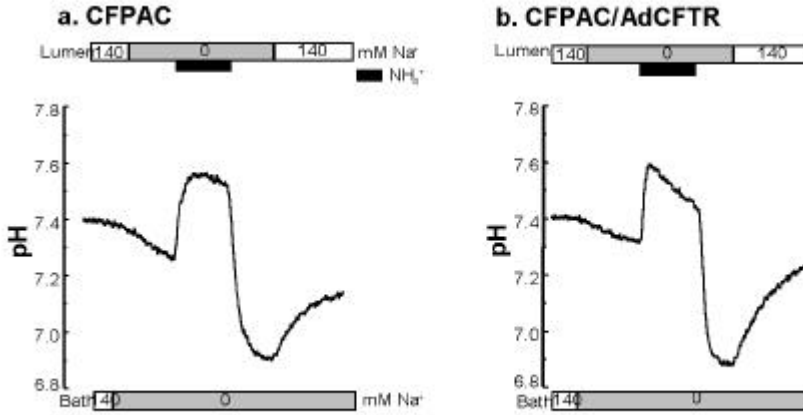 a. CFPAC
Lumen 140 0 140 mM Na⁺
NH₄⁺
7.8
7.6
7.4
7.2
7.0
6.8
pH
Bath 140 0 mM Na⁺
b. CFPAC/AdCFTR
Lumen 140 0 140
7.8
7.6
7.4
7.2
7.0
6.8
pH
Bath 140 0